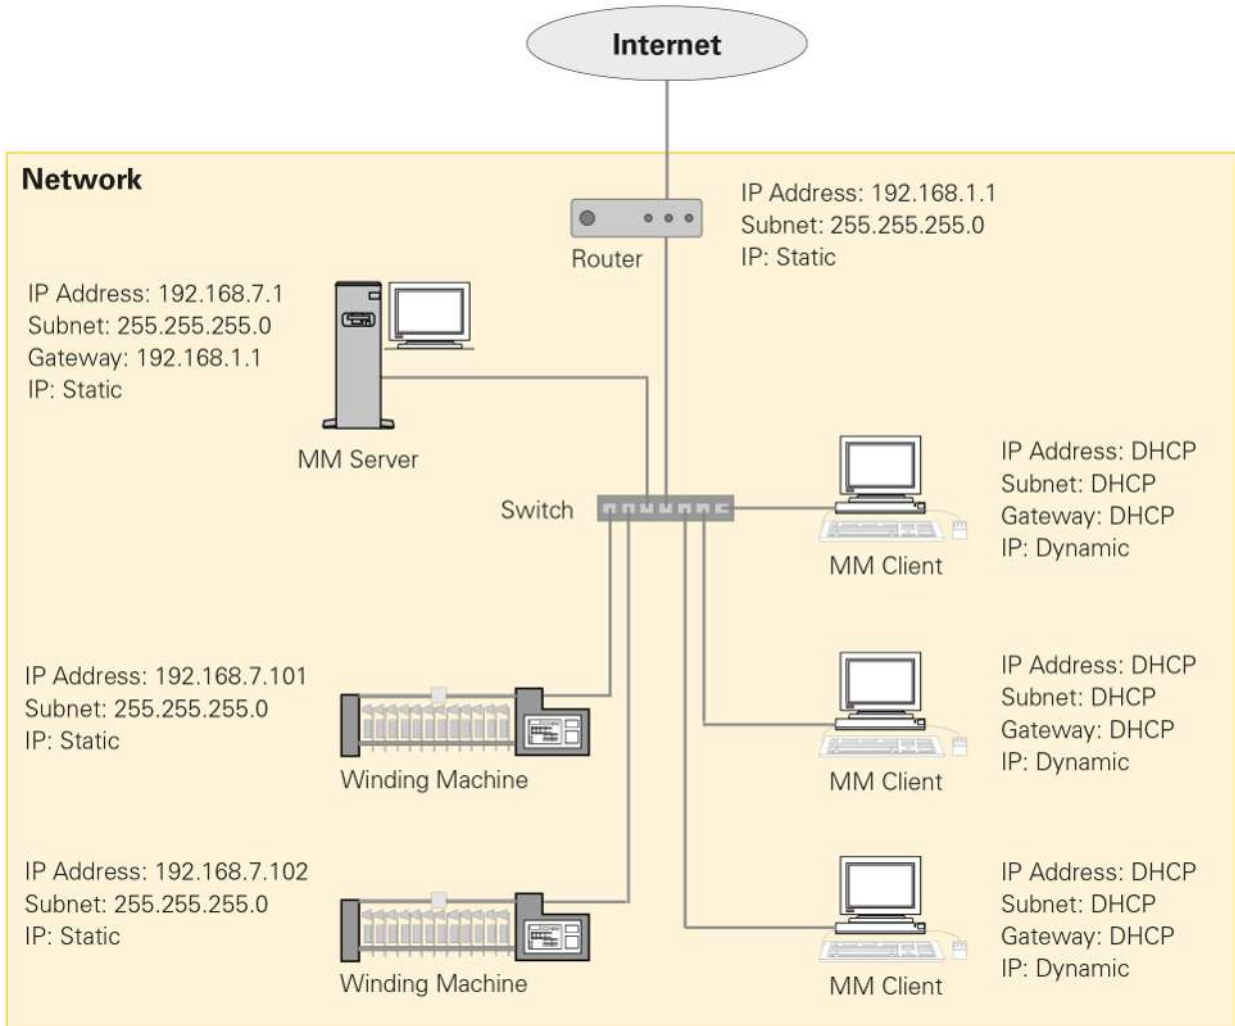 Internet
Network
IP Address: 192.168.1.1
Subnet: 255.255.255.0
IP: Static
Router
IP Address: 192.168.7.1
Subnet: 255.255.255.0
Gateway: 192.168.1.1
IP: Static
MM Server
Switch
IP Address: DHCP
Subnet: DHCP
Gateway: DHCP
IP: Dynamic
MM Client
IP Address: 192.168.7.101
Subnet: 255.255.255.0
IP: Static
Winding Machine
IP Address: DHCP
Subnet: DHCP
Gateway: DHCP
IP: Dynamic
MM Client
IP Address: 192.168.7.102
Subnet: 255.255.255.0
IP: Static
Winding Machine
IP Address: DHCP
Subnet: DHCP
Gateway: DHCP
IP: Dynamic
MM Client